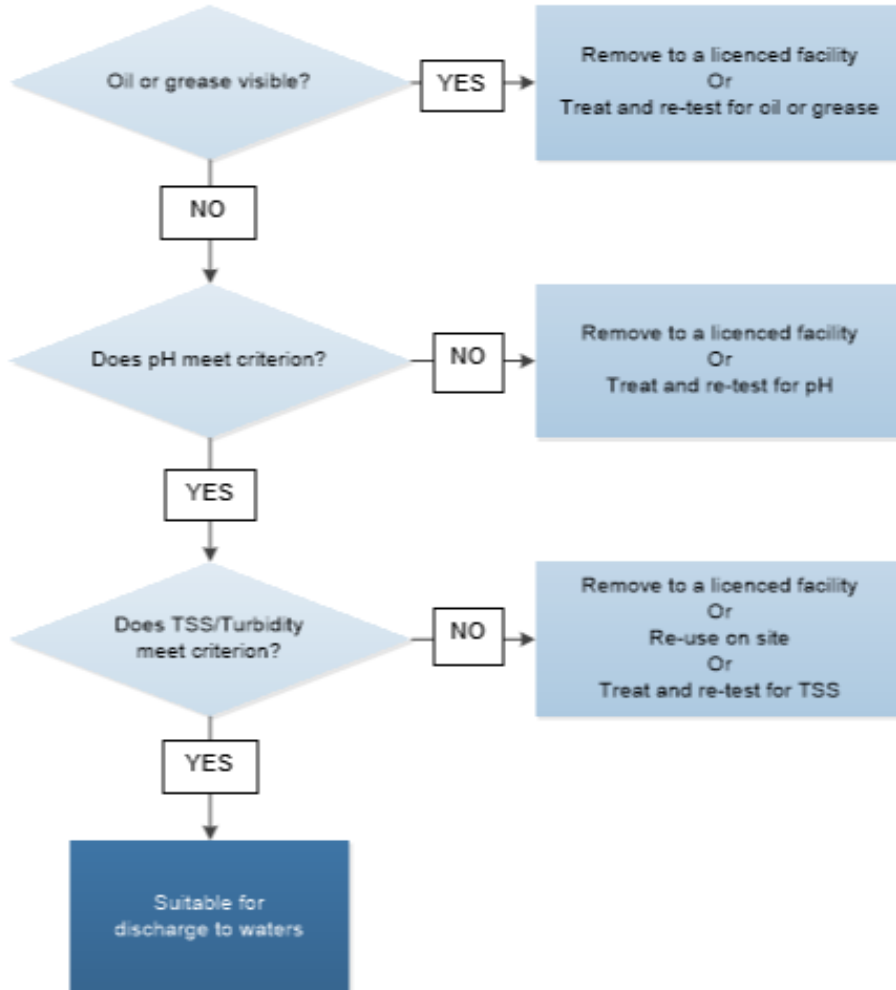 Oil or grease visible?
YES
Remove to a licenced facility
Or
Treat and re-test for oil or grease
NO
Does pH meet criterion?
NO
Remove to a licenced facility
Or
Treat and re-test for pH
YES
Does TSS/Turbidity
meet criterion?
NO
Remove to a licenced facility
Or
Re-use on site
Or
Treat and re-test for TSS
YES
Suitable for
discharge to waters